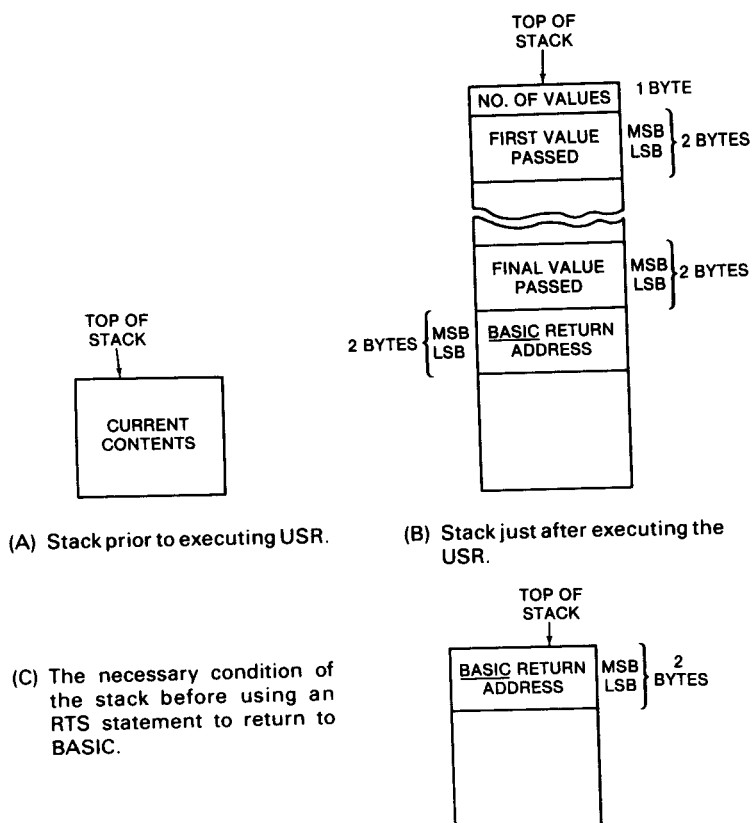 TOP OF
STACK
NO. OF VALUES
1 BYTE
FIRST VALUE
PASSED
MSB
LSB
2 BYTES
FINAL VALUE
PASSED
MSB
LSB
2 BYTES
2 BYTES
MSB
LSB
BASIC RETURN
ADDRESS
TOP OF
STACK
CURRENT
CONTENTS
(A) Stack prior to executing USR.
(B) Stack just after executing the
USR.
TOP OF
STACK
(C) The necessary condition of
the stack before using an
RTS statement to return to
BASIC.
BASIC RETURN
ADDRESS
MSB
LSB
2
BYTES